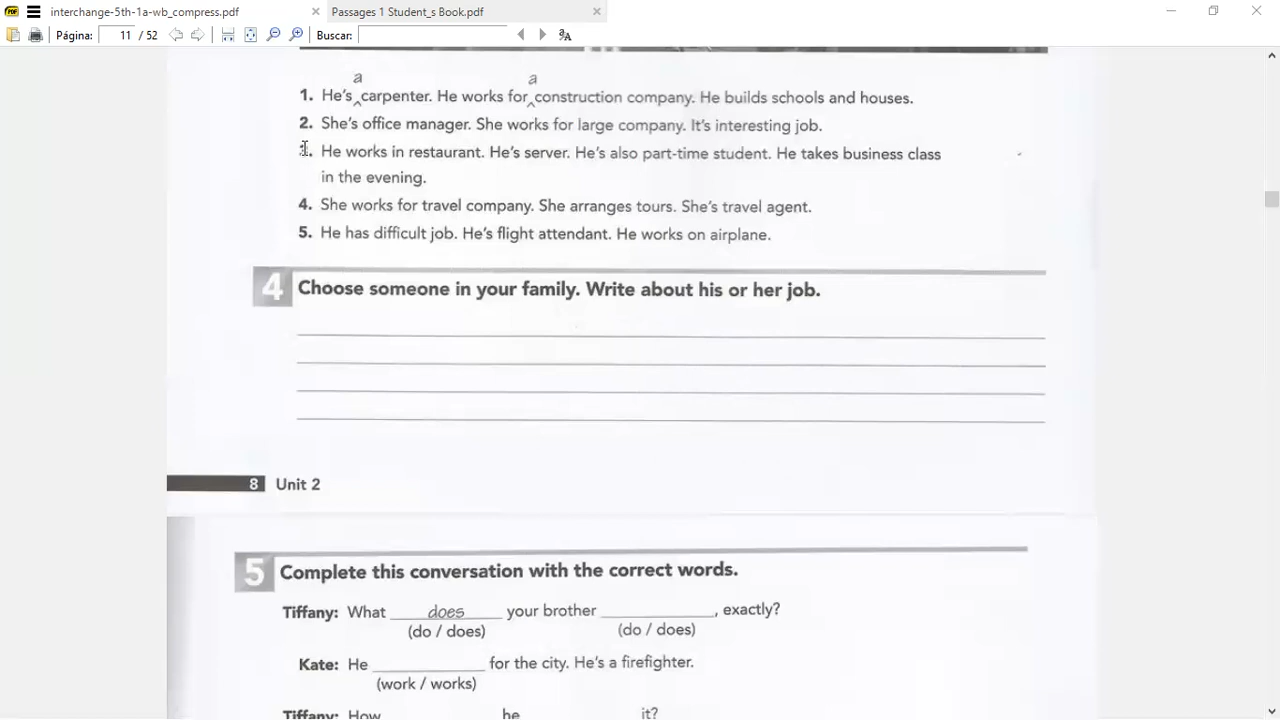 interchange-5th-1a-wb_compress.pdf
Passages 1 Student_s Book.pdf
Página: 11 / 52
Buscar:
a a
1. He's ^carpenter. He works for ^construction company. He builds schools and houses.
2. She's office manager. She works for large company. It's interesting job.
He works in restaurant. He's server. He's also part-time student. He takes business class
in the evening.
4. She works for travel company. She arranges tours. She's travel agent.
5. He has difficult job. He's flight attendant. He works on airplane.
4 Choose someone in your family. Write about his or her job.
8 Unit 2
5 Complete this conversation with the correct words.
Tiffany: What does your brother ____________, exactly?
(do / does) (do / does)
Kate: He ____________ for the city. He's a firefighter.
(work / works)
Tiffany: How he it?